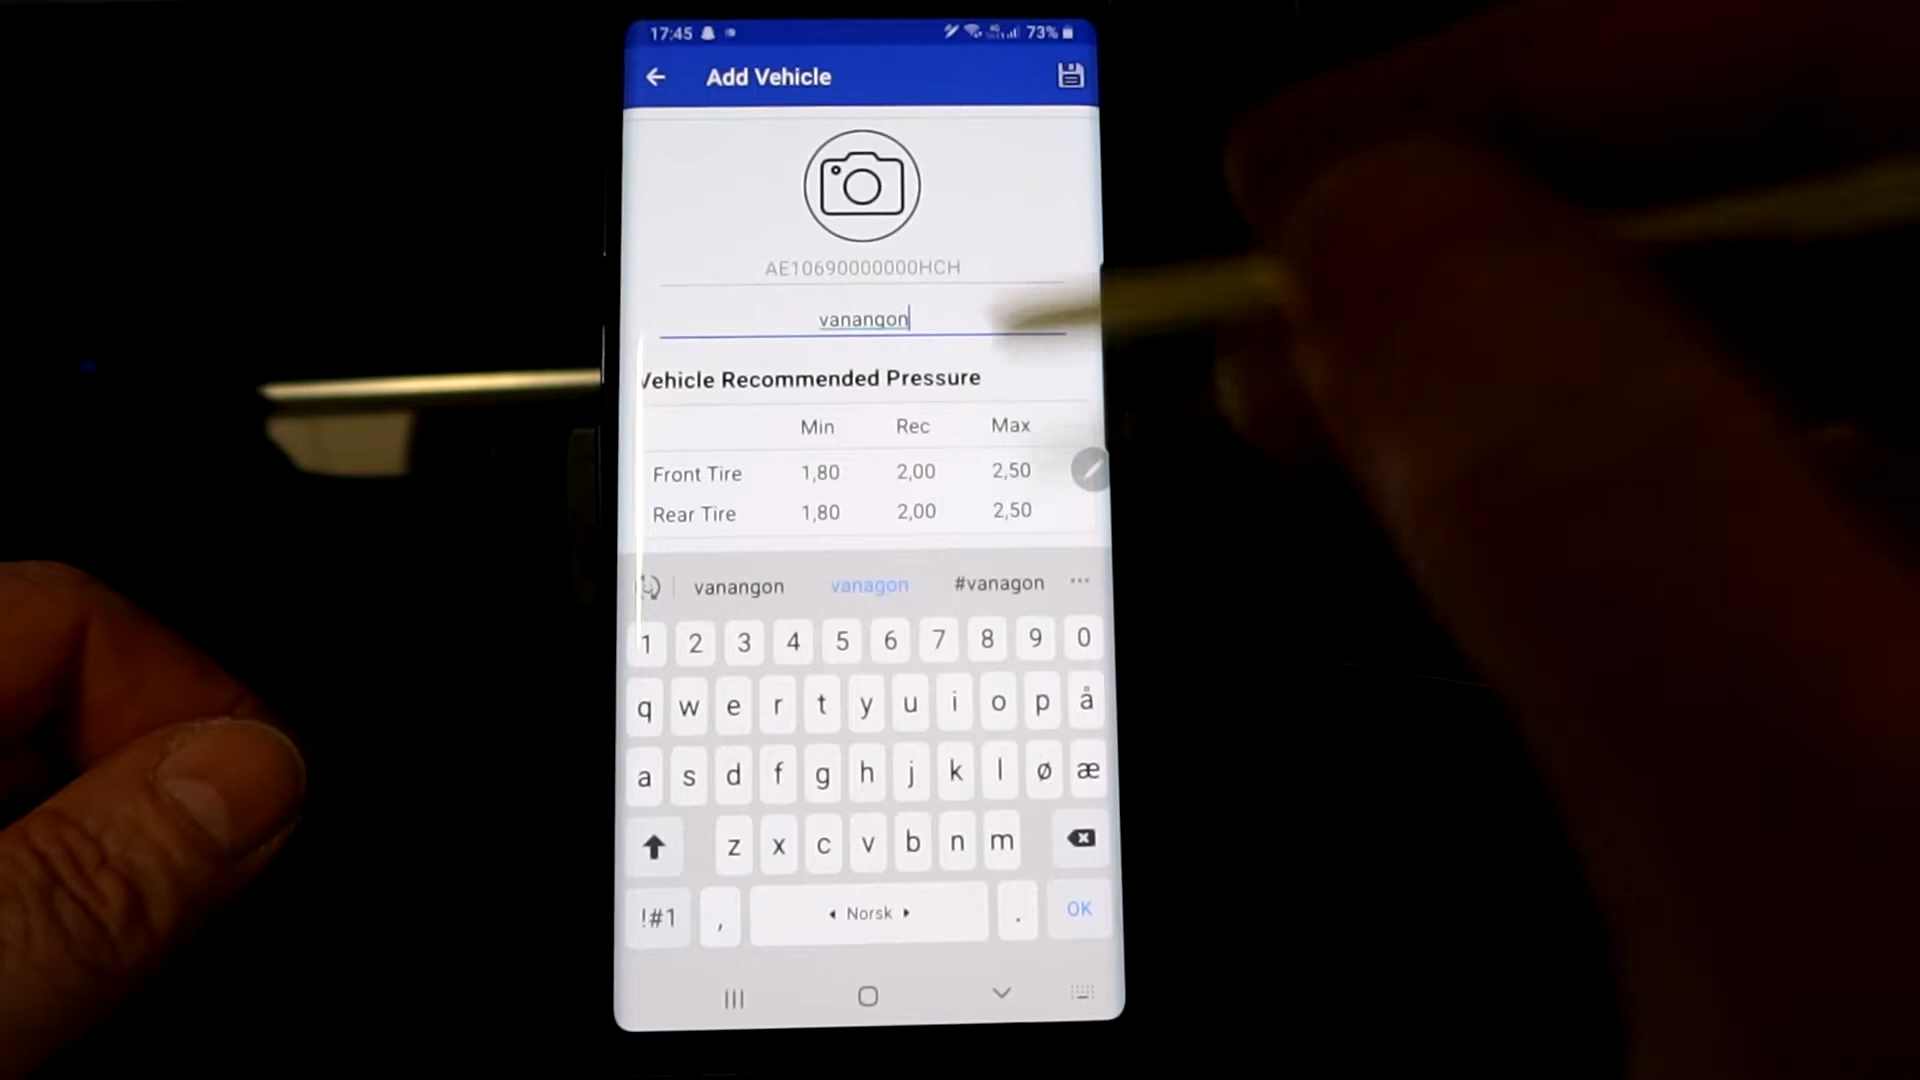 17:45 73%
Add Vehicle
AE10690000000HCH
vanangon
Vehicle Recommended Pressure
Min Rec Max
Front Tire 1,80 2,00 2,50
Rear Tire 1,80 2,00 2,50
vanangon vanagon #vanagon ...
1 2 3 4 5 6 7 8 9 0
q w e r t y u i o p å
a s d f g h j k l ø æ
z x c v b n m
!#1 , Norsk . OK